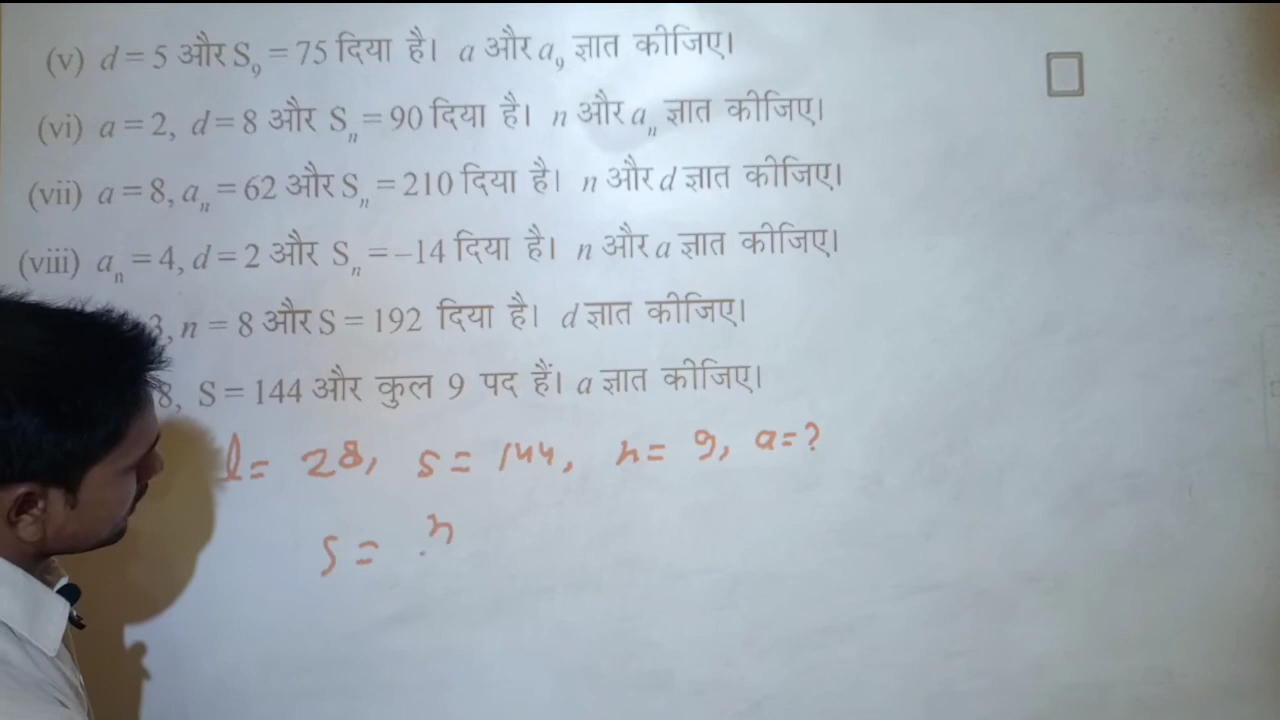 (v) d = 5 और S₉ = 75 दिया है। a और a₉ ज्ञात कीजिए।
(vi) a = 2, d = 8 और Sₙ = 90 दिया है। n और aₙ ज्ञात कीजिए।
(vii) a = 8, aₙ = 62 और Sₙ = 210 दिया है। n और d ज्ञात कीजिए।
(viii) aₙ = 4, d = 2 और Sₙ = –14 दिया है। n और a ज्ञात कीजिए।
3, n = 8 और S = 192 दिया है। d ज्ञात कीजिए।
8, S = 144 और कुल 9 पद हैं। a ज्ञात कीजिए।
l = 28, S = 144, n = 9, a = ?
S = n